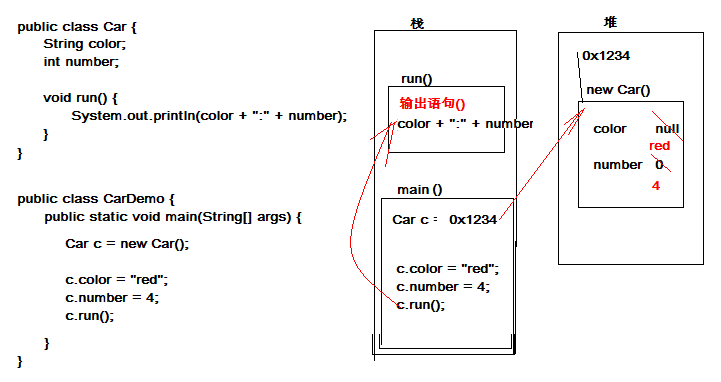 public class Car {
String color;
int number;
void run() {
System.out.println(color + ":" + number);
}
}
public class CarDemo {
public static void main(String[] args) {
Car c = new Car();
c.color = "red";
c.number = 4;
c.run();
}
}
栈
run()
输出语句()
color + ":" + number
main ()
Car c = 0x1234
c.color = "red";
c.number = 4;
c.run();
堆
0x1234
new Car()
color null
red
number 0
4